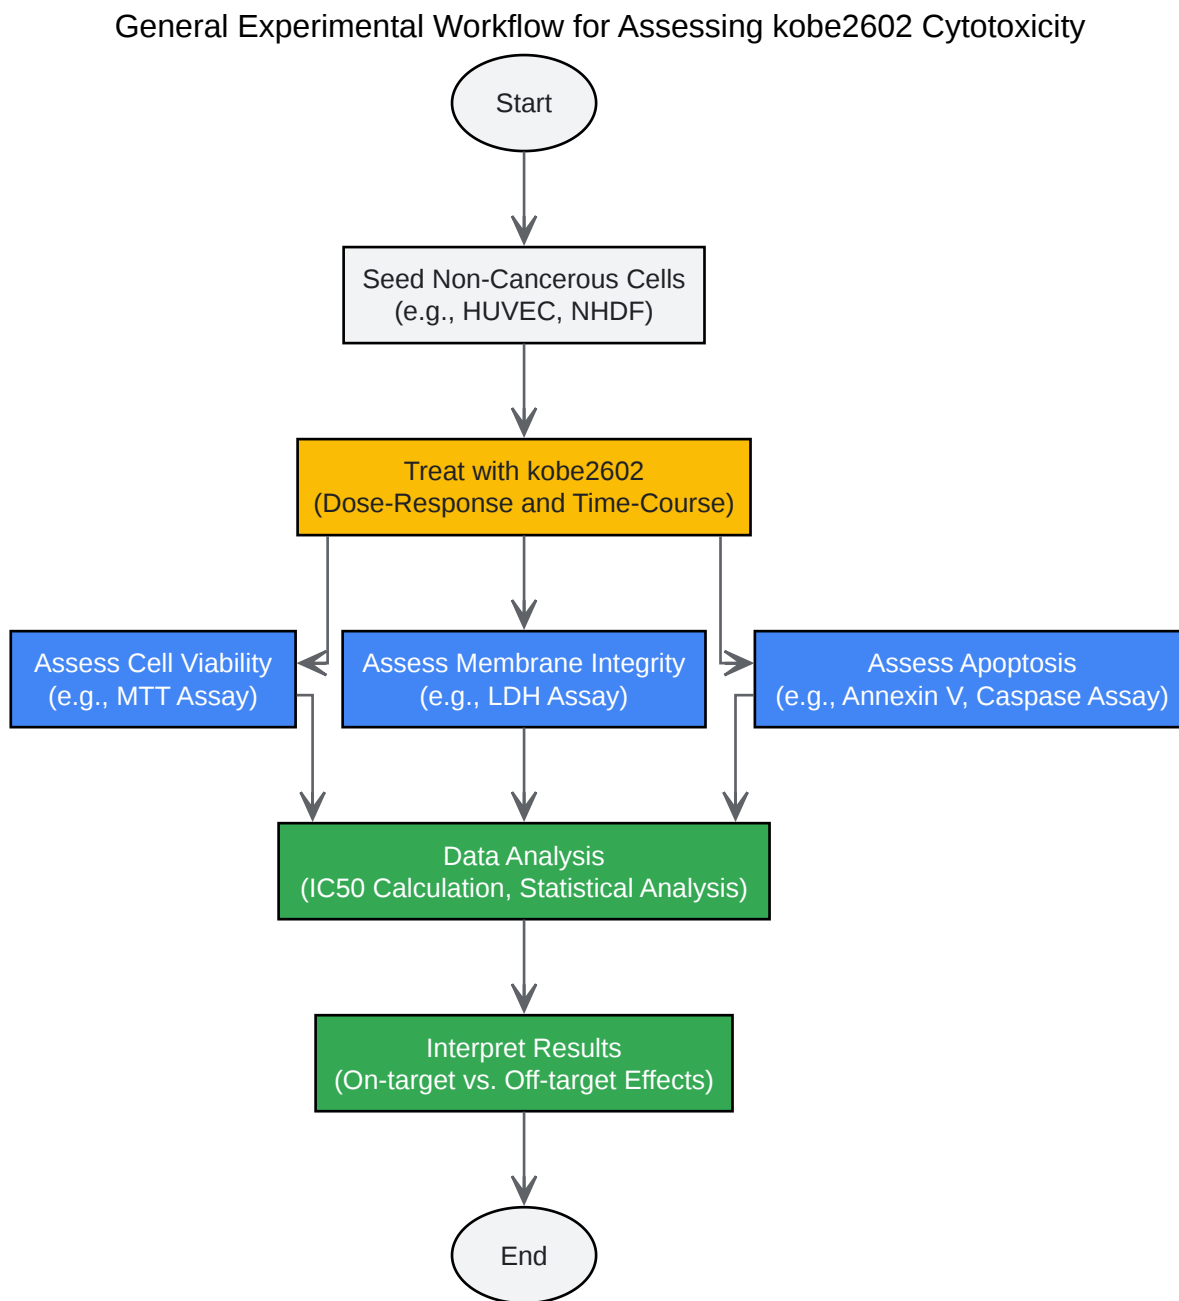 General Experimental Workflow for Assessing kobe2602 Cytotoxicity
Start
Seed Non-Cancerous Cells
(e.g., HUVEC, NHDF)
Treat with kobe2602
(Dose-Response and Time-Course)
Assess Cell Viability
(e.g., MTT Assay)
Assess Membrane Integrity
(e.g., LDH Assay)
Assess Apoptosis
(e.g., Annexin V, Caspase Assay)
Data Analysis
(IC50 Calculation, Statistical Analysis)
Interpret Results
(On-target vs. Off-target Effects)
End